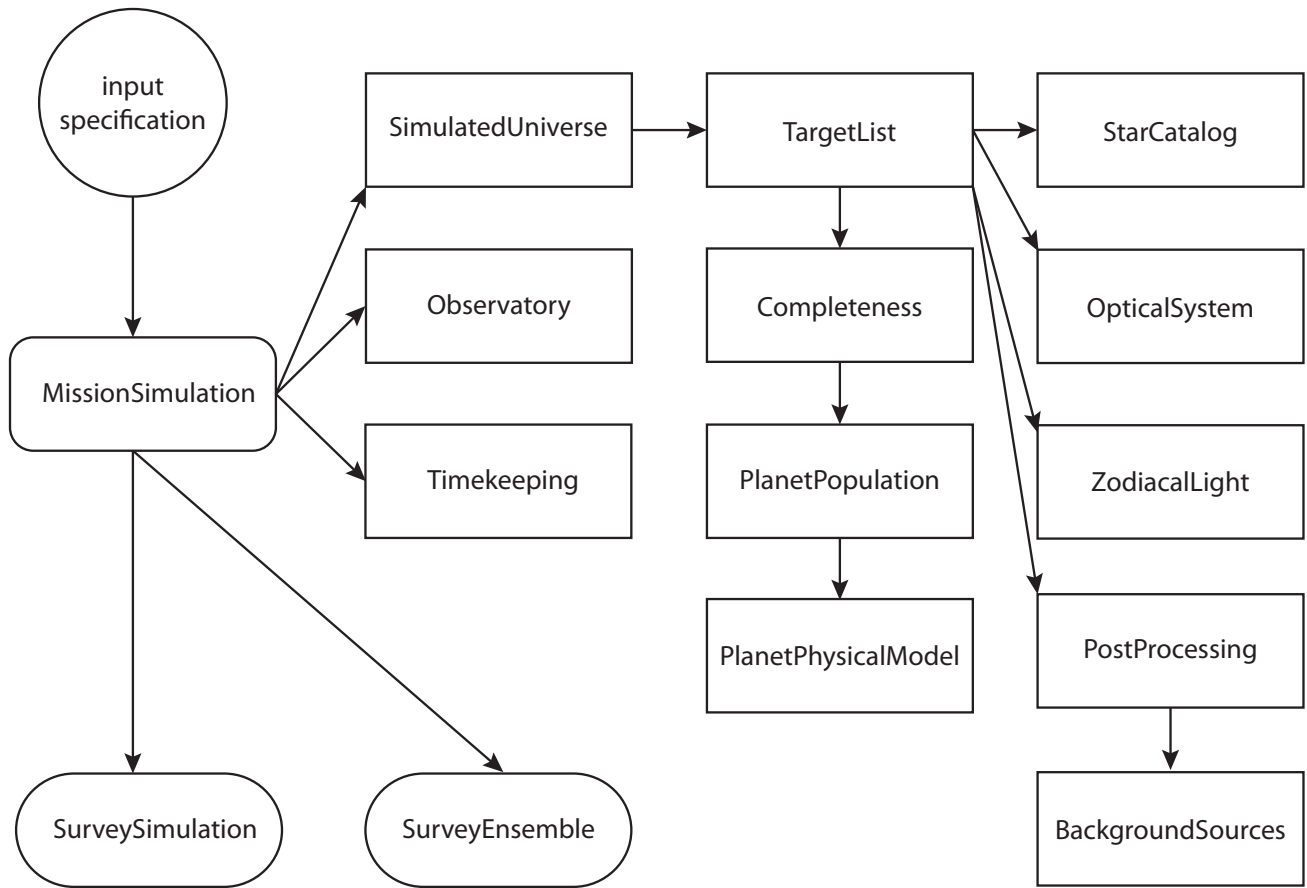 input
specification
SimulatedUniverse
TargetList
StarCatalog
Observatory
Completeness
OpticalSystem
MissionSimulation
Timekeeping
PlanetPopulation
ZodiacalLight
PlanetPhysicalModel
PostProcessing
SurveySimulation
SurveyEnsemble
BackgroundSources